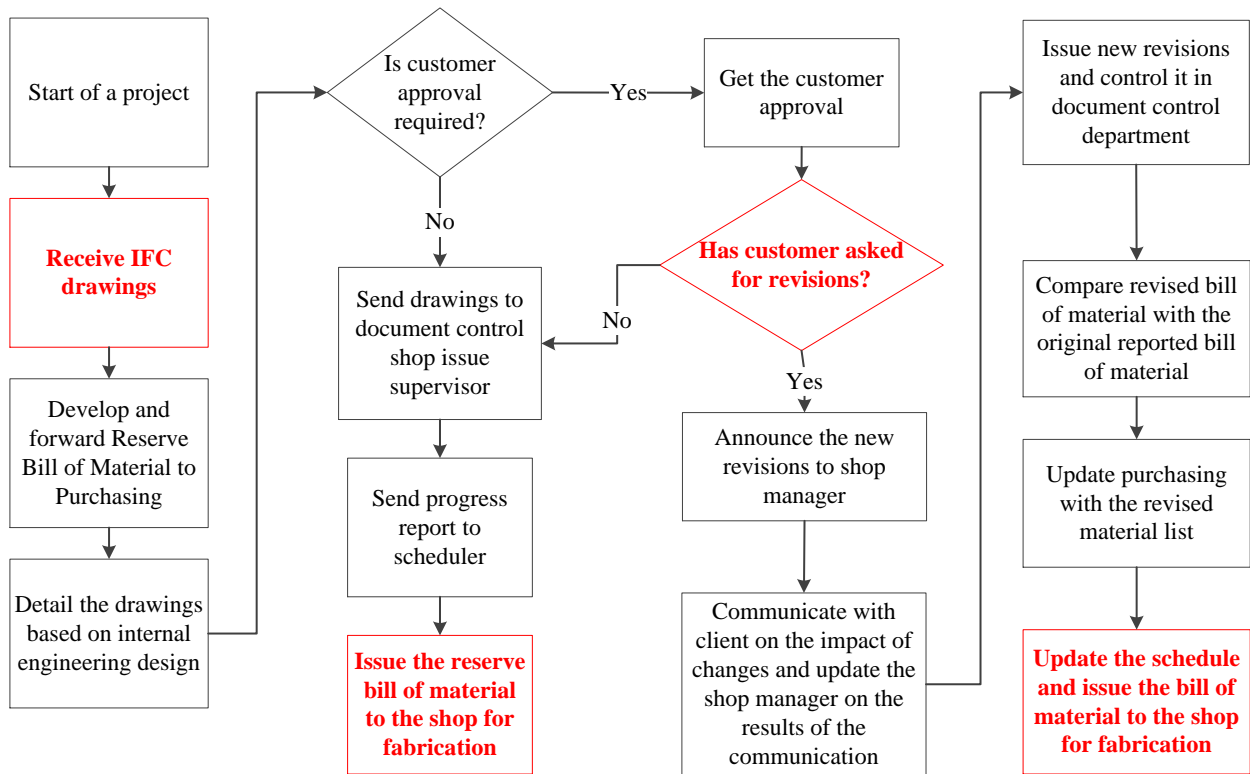 Start of a project
Receive IFC
drawings
Develop and
forward Reserve
Bill of Material to
Purchasing
Detail the drawings
based on internal
engineering design
Is customer
approval
required?
Yes
No
Send drawings to
document control
shop issue
supervisor
Send progress
report to
scheduler
Issue the reserve
bill of material
to the shop for
fabrication
Get the customer
approval
Has customer asked
for revisions?
No
Yes
Announce the new
revisions to shop
manager
Communicate with
client on the impact of
changes and update the
shop manager on the
results of the
communication
Issue new revisions
and control it in
document control
department
Compare revised bill
of material with the
original reported bill
of material
Update purchasing
with the revised
material list
Update the schedule
and issue the bill of
material to the shop
for fabrication